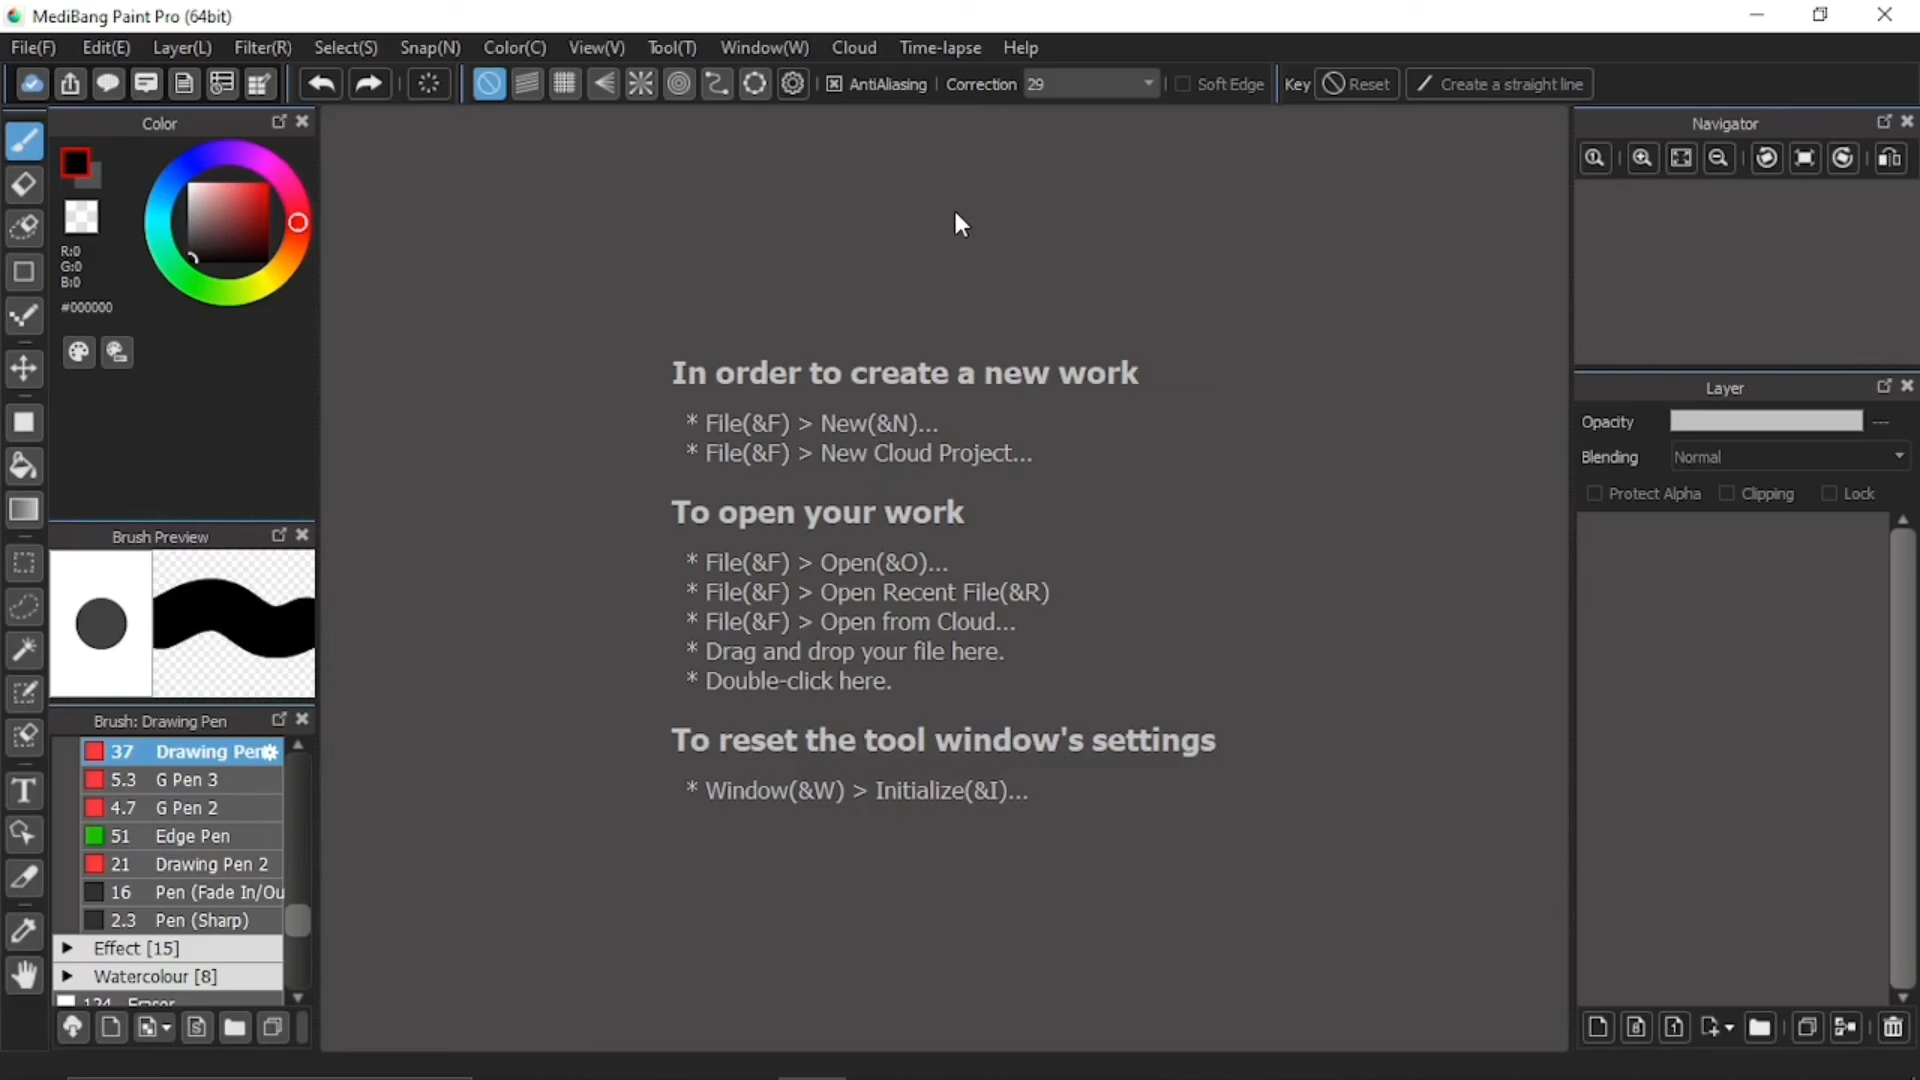 MediBang Paint Pro (64bit)
File(F) Edit(E) Layer(L) Filter(R) Select(S) Snap(N) Color(C) View(V) Tool(T) Window(W) Cloud Time-lapse Help
AntiAliasing Correction 29 Soft Edge Key Reset Create a straight line
Color
R:0
G:0
B:0
#000000
Brush Preview
Brush: Drawing Pen
37 Drawing Pen
5.3 G Pen 3
4.7 G Pen 2
51 Edge Pen
21 Drawing Pen 2
16 Pen (Fade In/Ou
2.3 Pen (Sharp)
Effect [15]
Watercolour [8]
124 Eraser
In order to create a new work
* File(&F) > New(&N)...
* File(&F) > New Cloud Project...
To open your work
* File(&F) > Open(&O)...
* File(&F) > Open Recent File(&R)
* File(&F) > Open from Cloud...
* Drag and drop your file here.
* Double-click here.
To reset the tool window's settings
* Window(&W) > Initialize(&I)...
Navigator
Layer
Opacity ---
Blending Normal
Protect Alpha Clipping Lock